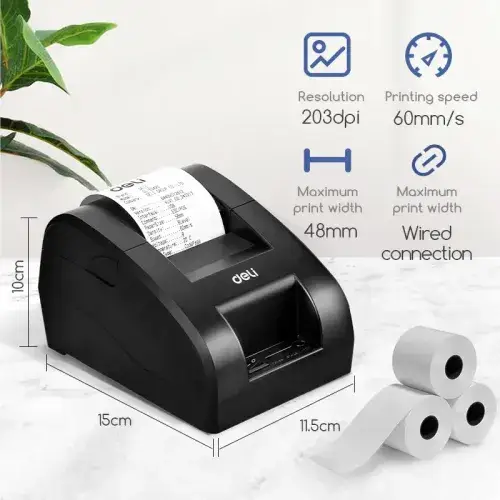 Resolution
203dpi
Printing speed
60mm/s
Maximum
print width
48mm
Maximum
print width
Wired
connection
deli
deli
10cm
15cm
11.5cm